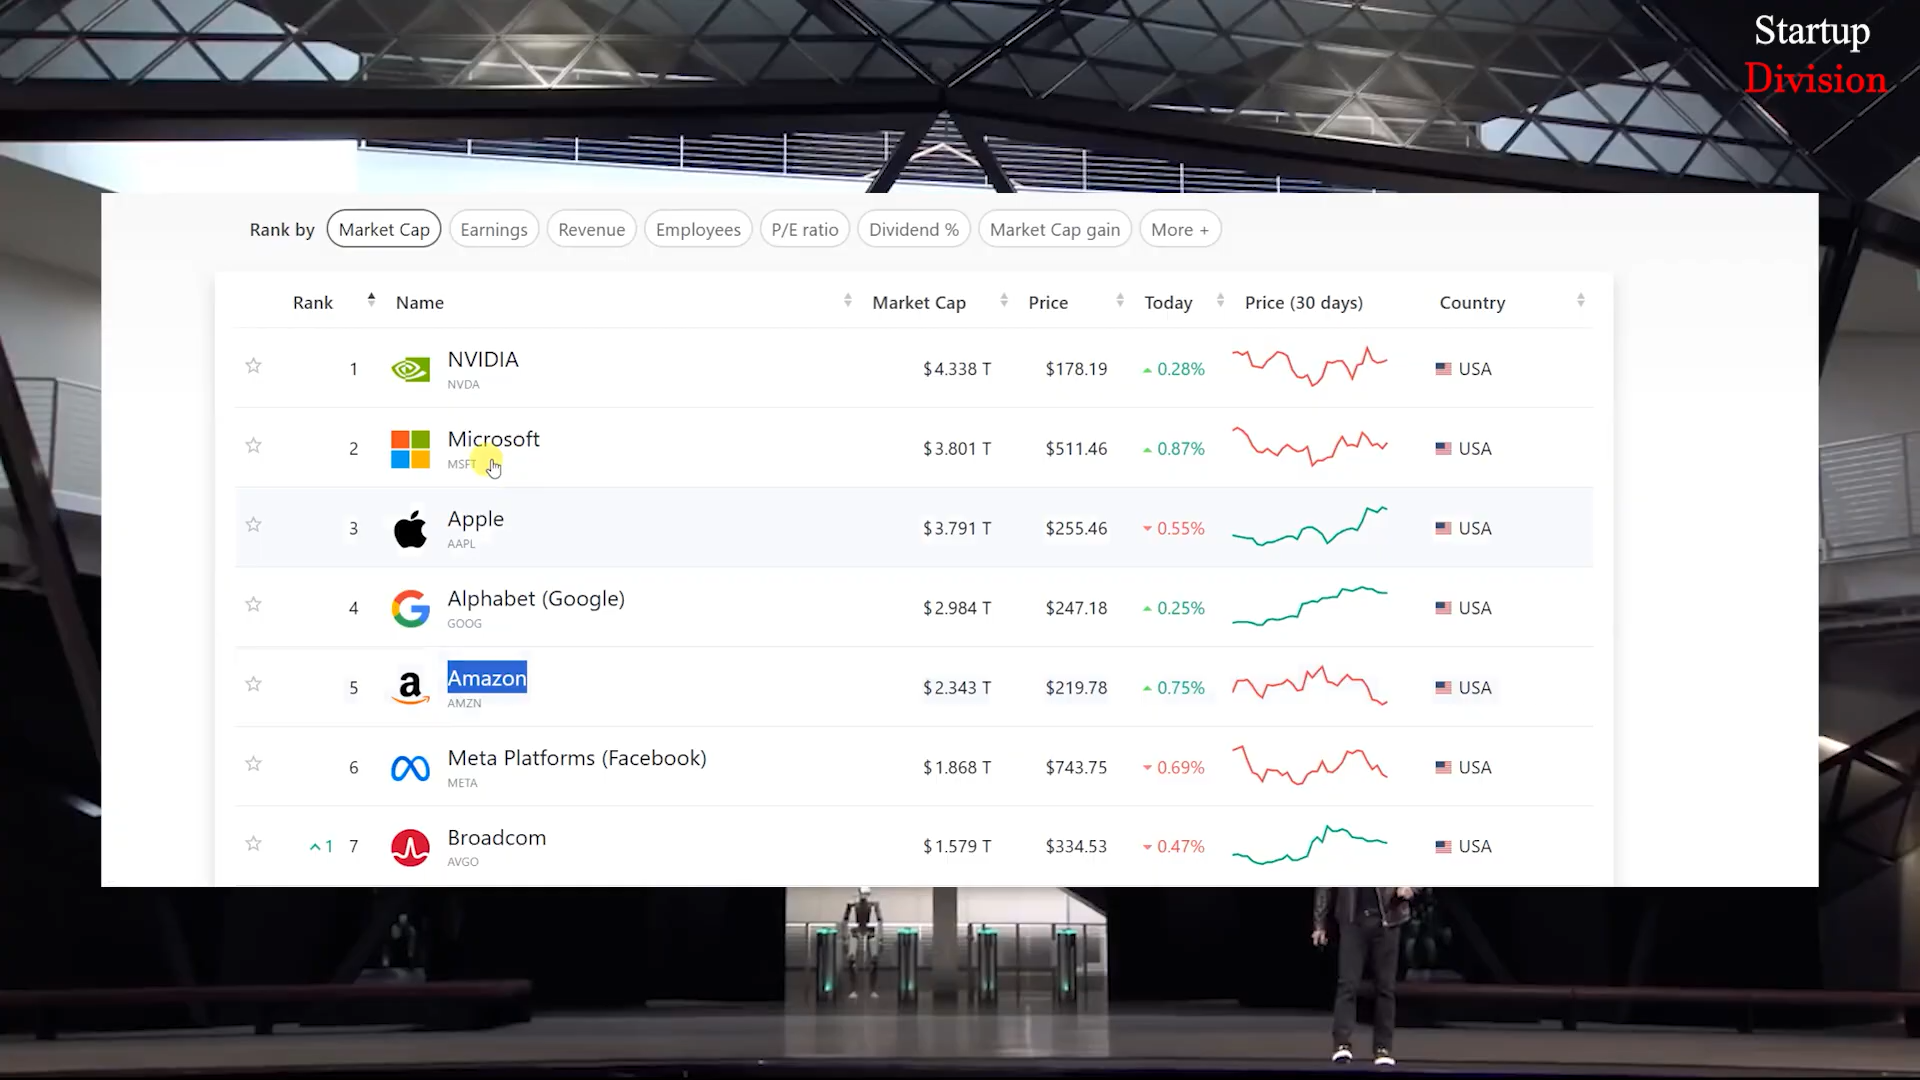 Startup
Division
Rank by Market Cap Earnings Revenue Employees P/E ratio Dividend % Market Cap gain More +
Rank Name Market Cap Price Today Price (30 days) Country
1 NVIDIA $4.338 T $178.19 0.28% USA
NVDA
2 Microsoft $3.801 T $511.46 0.87% USA
MSFT
3 Apple $3.791 T $255.46 0.55% USA
AAPL
4 Alphabet (Google) $2.984 T $247.18 0.25% USA
GOOG
5 Amazon $2.343 T $219.78 0.75% USA
AMZN
6 Meta Platforms (Facebook) $1.868 T $743.75 0.69% USA
META
1 7 Broadcom $1.579 T $334.53 0.47% USA
AVGO